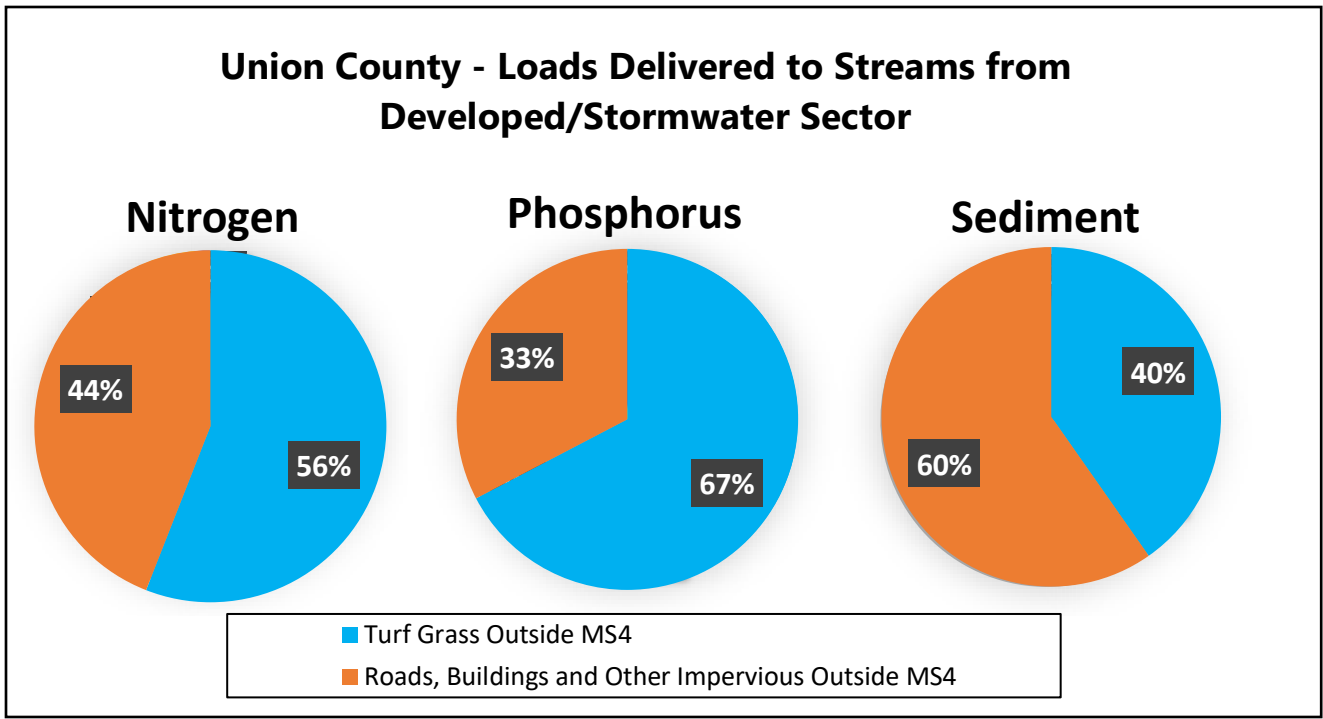 Union County - Loads Delivered to Streams from
Developed/Stormwater Sector
Nitrogen
44%
56%
Phosphorus
33%
67%
Sediment
40%
60%
Turf Grass Outside MS4
Roads, Buildings and Other Impervious Outside MS4